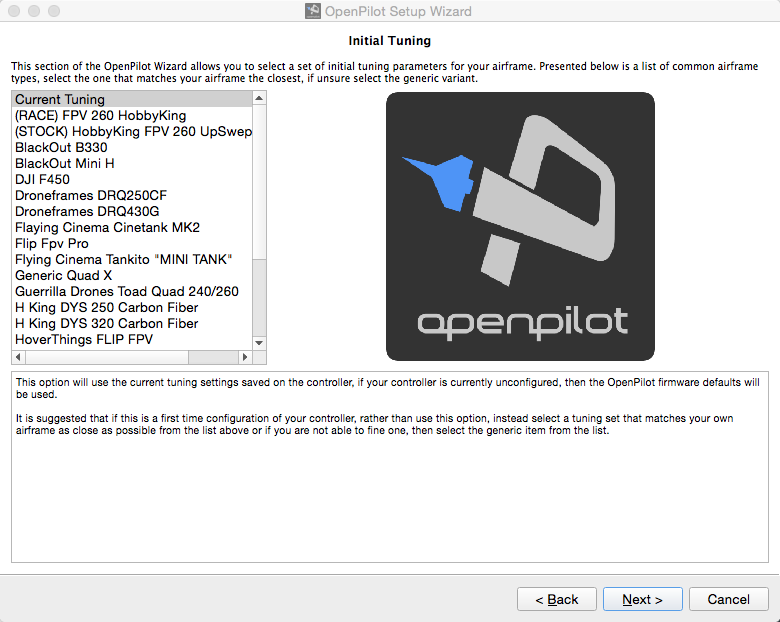 OpenPilot Setup Wizard
Initial Tuning
This section of the OpenPilot Wizard allows you to select a set of initial tuning parameters for your airframe. Presented below is a list of common airframe
types, select the one that matches your airframe the closest, if unsure select the generic variant.
Current Tuning
(RACE) FPV 260 HobbyKing
(STOCK) HobbyKing FPV 260 UpSwep
BlackOut B330
BlackOut Mini H
DJI F450
Droneframes DRQ250CF
Droneframes DRQ430G
Flaying Cinema Cinetank MK2
Flip Fpv Pro
Flying Cinema Tankito "MINI TANK"
Generic Quad X
Guerrilla Drones Toad Quad 240/260
H King DYS 250 Carbon Fiber
H King DYS 320 Carbon Fiber
HoverThings FLIP FPV
openpilot
This option will use the current tuning settings saved on the controller, if your controller is currently unconfigured, then the OpenPilot firmware defaults will
be used.
It is suggested that if this is a first time configuration of your controller, rather than use this option, instead select a tuning set that matches your own
airframe as close as possible from the list above or if you are not able to fine one, then select the generic item from the list.
< Back
Next >
Cancel